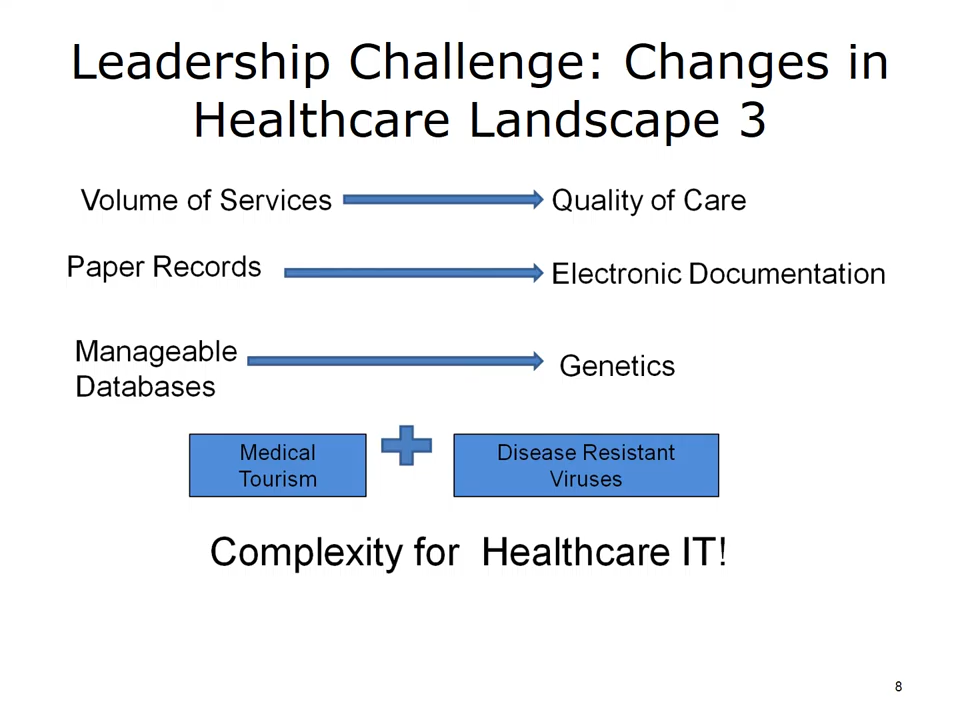 Leadership Challenge: Changes in
Healthcare Landscape 3
Volume of Services
Quality of Care
Paper Records
Electronic Documentation
Manageable
Databases
Genetics
Medical
Tourism
Disease Resistant
Viruses
Complexity for  Healthcare IT!
8